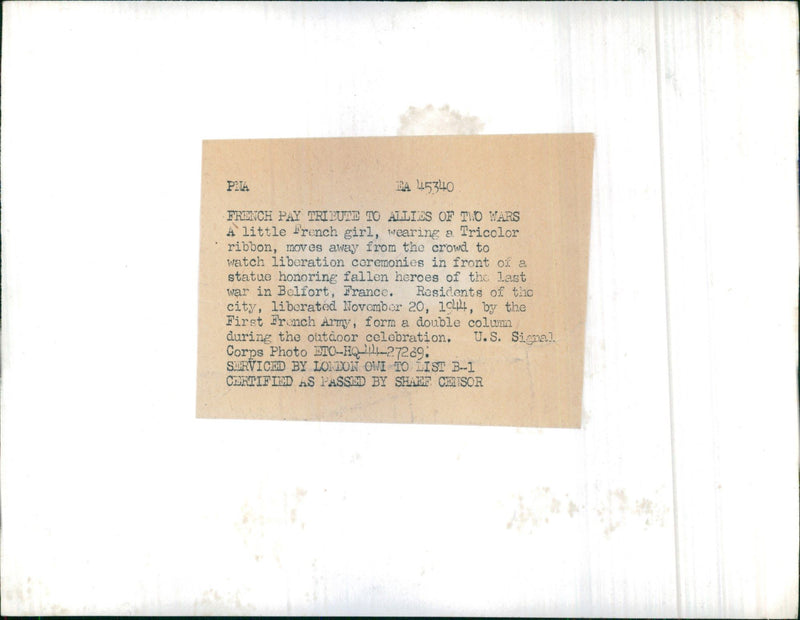 PNA EA 45340
FRENCH PAY TRIBUTE TO ALLIES OF TWO WARS
A little French girl, wearing a Tricolor
ribbon, moves away from the crowd to
watch liberation ceremonies in front of a
statue honoring fallen heroes of the last
war in Belfort, France. Residents of the
city, liberated November 20, 1944, by the
First French Army, form a double column
during the outdoor celebration. U.S. Signal
Corps Photo ETO-HQ-44-27269.
SERVICED BY LONDON OWI TO LIST B-1
CERTIFIED AS PASSED BY SHAEF CENSOR